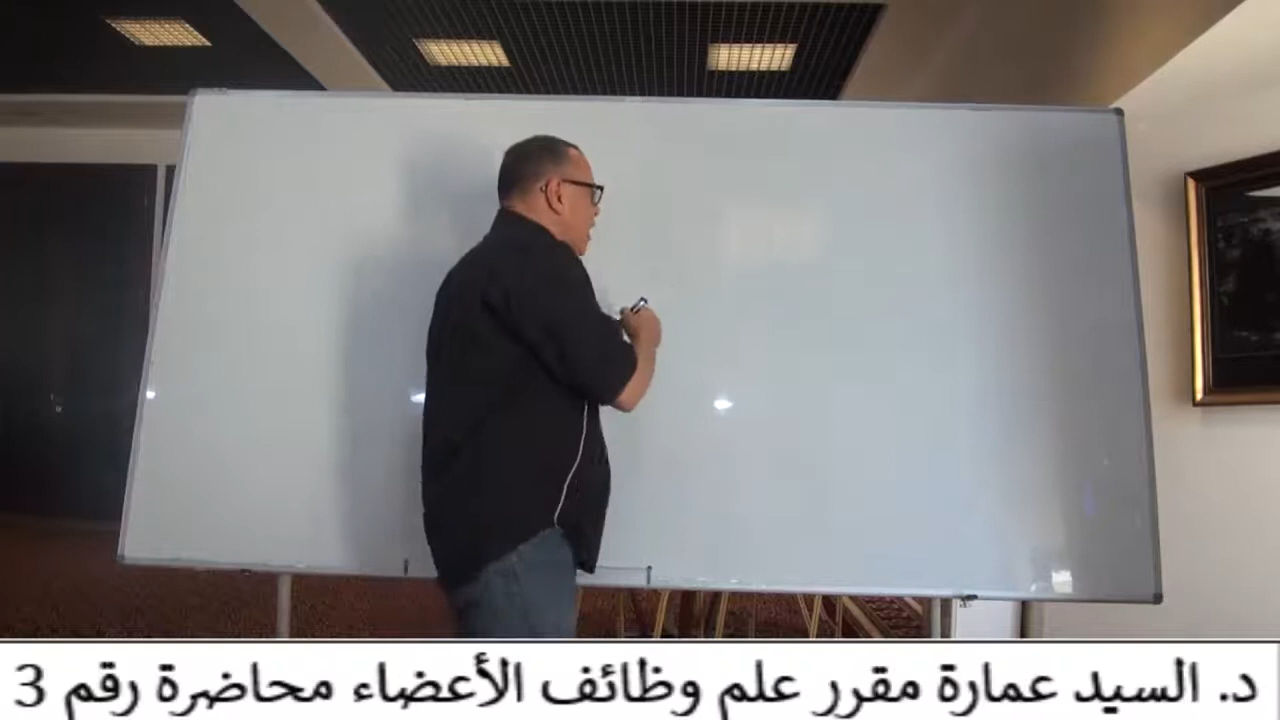 د. السيد عمارة مقرر علم وظائف الأعضاء محاضرة رقم 3